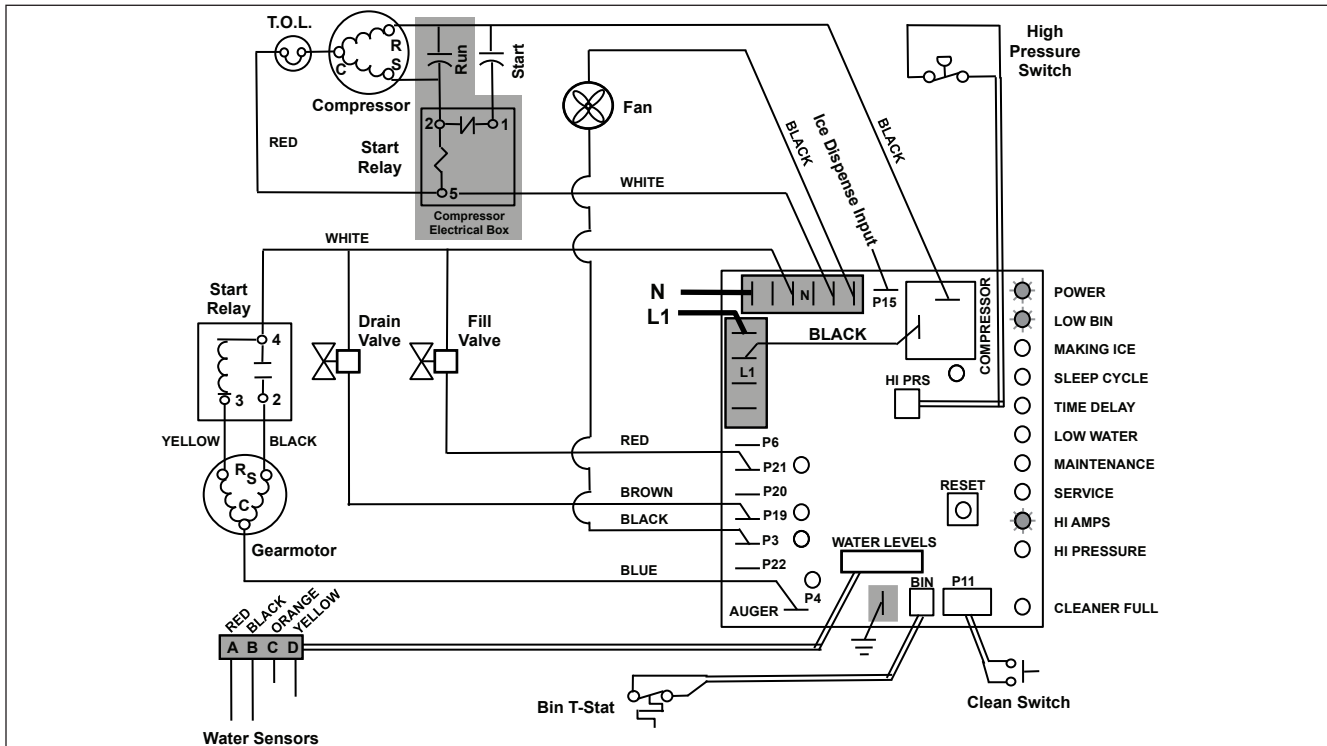 T.O.L.
R
S
C
Compressor
Run
Start
2
1
Start
Relay
5
Compressor
Electrical Box
RED
WHITE
Fan
BLACK
Ice Dispense Input
BLACK
High
Pressure
Switch
WHITE
Start
Relay
4
3
2
YELLOW
BLACK
R
S
C
Gearmotor
Drain
Valve
Fill
Valve
N
L1
N
P15
BLACK
L1
COMPRESSOR
HI PRS
POWER
LOW BIN
MAKING ICE
SLEEP CYCLE
TIME DELAY
LOW WATER
MAINTENANCE
SERVICE
HI AMPS
HI PRESSURE
CLEANER FULL
RED
P6
P21
P20
BROWN
P19
BLACK
P3
P22
BLUE
P4
AUGER
RESET
WATER LEVELS
BIN
P11
RED
BLACK
ORANGE
YELLOW
A B C D
Water Sensors
Bin T-Stat
Clean Switch